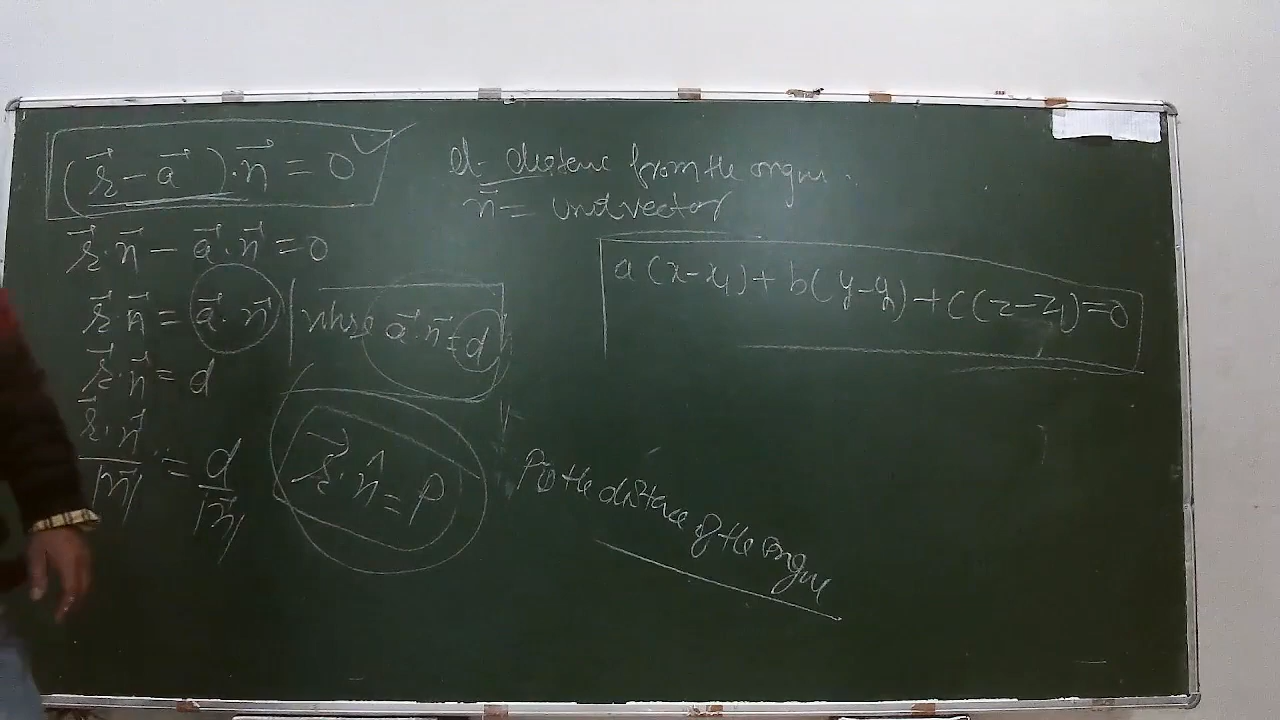 (r⃗ - a⃗).n⃗ = 0
r⃗.n⃗ - a⃗.n⃗ = 0
r⃗.n⃗ = a⃗.n⃗ | where a⃗.n⃗ = d
r⃗.n⃗ = d
r⃗.n⃗/|n⃗| = d/|n⃗|
r⃗.n̂ = P
d - distance from the origin.
n⃗ = unit vector
a(x-x₁) + b(y-y₁) + c(z-z₁) = 0
P is the distance of the origin